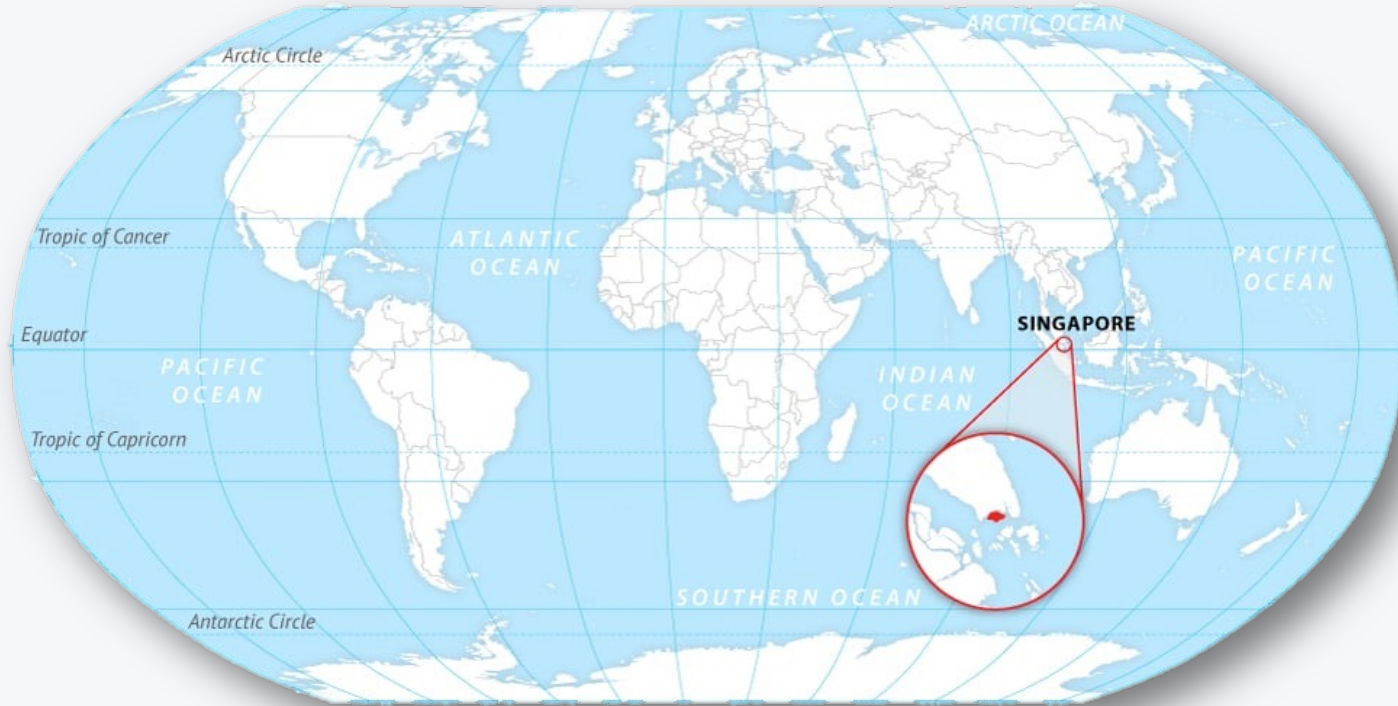 ARCTIC OCEAN
Arctic Circle
Tropic of Cancer
ATLANTIC
OCEAN
PACIFIC
OCEAN
SINGAPORE
Equator
PACIFIC
OCEAN
INDIAN
OCEAN
Tropic of Capricorn
SOUTHERN OCEAN
Antarctic Circle